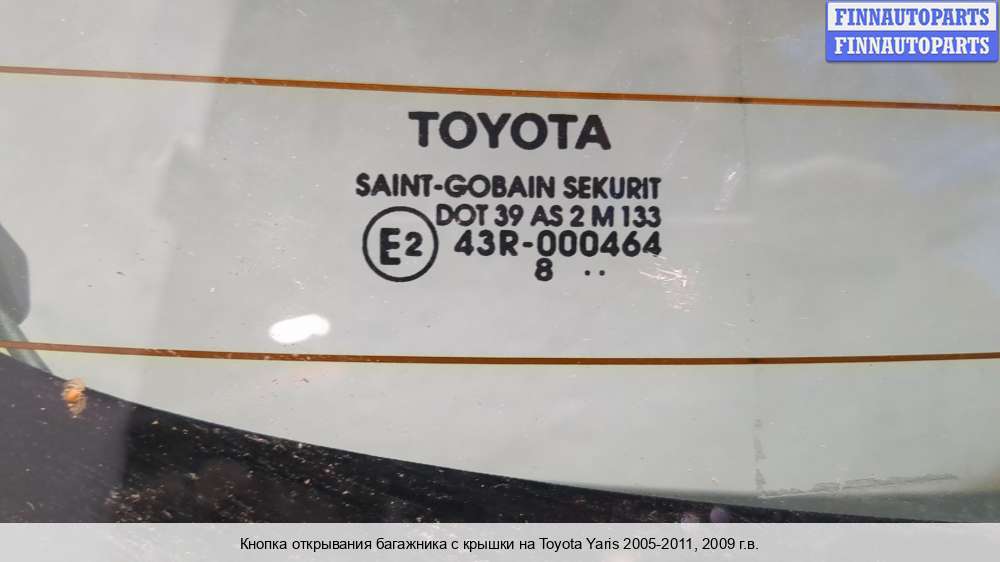 FINNAUTOPARTS
FINNAUTOPARTS
TOYOTA
SAINT-GOBAIN SEKURIT
DOT 39 AS 2 M 133
E2 43R-000464
8 ..
Кнопка открывания багажника с крышки на Toyota Yaris 2005-2011, 2009 г.в.